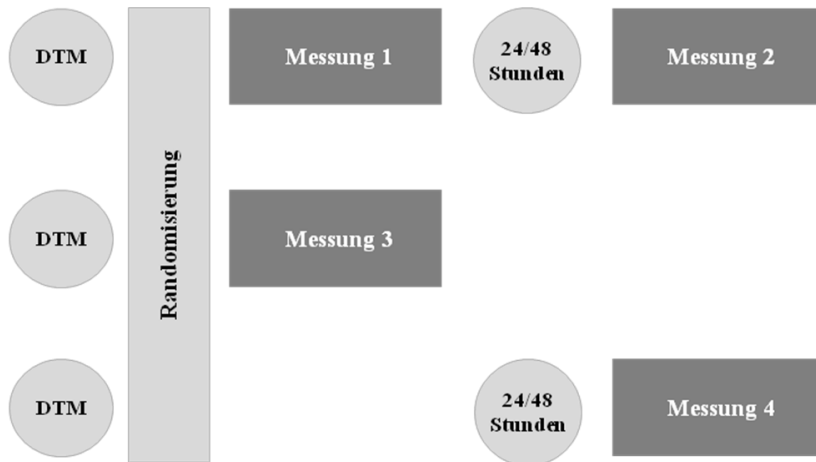 DTM
Messung 1
24/48
Stunden
Messung 2
Randomisierung
DTM
Messung 3
DTM
24/48
Stunden
Messung 4